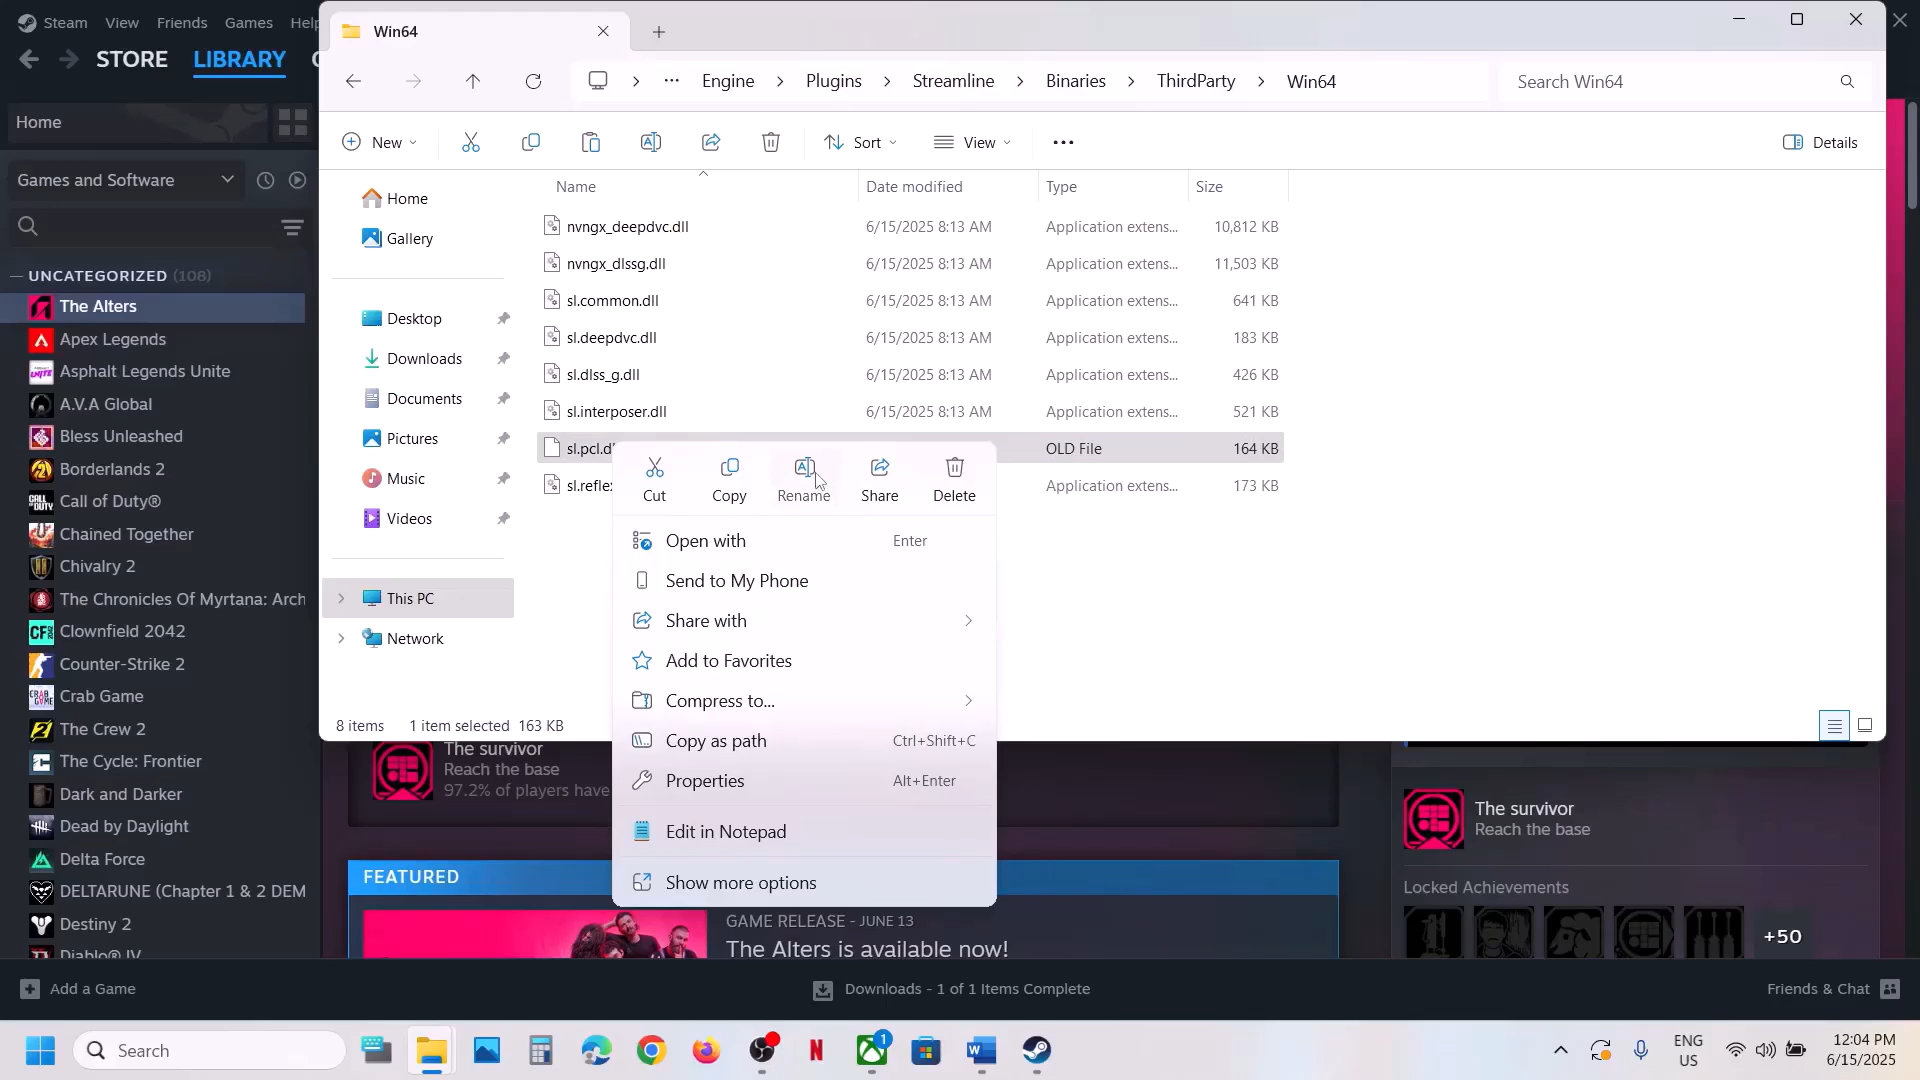 Steam View Friends Games Help
STORE LIBRARY
Home
Games and Software
UNCATEGORIZED (108)
The Alters
Apex Legends
Asphalt Legends Unite
A.V.A Global
Bless Unleashed
Borderlands 2
Call of Duty®
Chained Together
Chivalry 2
The Chronicles Of Myrtana: Arch
Clownfield 2042
Counter-Strike 2
Crab Game
The Crew 2
The Cycle: Frontier
Dark and Darker
Dead by Daylight
Delta Force
DELTARUNE (Chapter 1 & 2 DEM
Destiny 2
Diablo® IV
Add a Game
Win64
Engine Plugins Streamline Binaries ThirdParty Win64
Search Win64
New Sort View Details
Home
Gallery
Desktop
Downloads
Documents
Pictures
Music
Videos
This PC
Network
Name Date modified Type Size
nvngx_deepdvc.dll 6/15/2025 8:13 AM Application extens... 10,812 KB
nvngx_dlssg.dll 6/15/2025 8:13 AM Application extens... 11,503 KB
sl.common.dll 6/15/2025 8:13 AM Application extens... 641 KB
sl.deepdvc.dll 6/15/2025 8:13 AM Application extens... 183 KB
sl.dlss_g.dll 6/15/2025 8:13 AM Application extens... 426 KB
sl.interposer.dll 6/15/2025 8:13 AM Application extens... 521 KB
sl.pcl.dl OLD File 164 KB
sl.reflex Application extens... 173 KB
8 items 1 item selected 163 KB
Cut Copy Rename Share Delete
Open with Enter
Send to My Phone
Share with
Add to Favorites
Compress to...
Copy as path Ctrl+Shift+C
Properties Alt+Enter
Edit in Notepad
Show more options
The survivor
Reach the base
97.2% of players have
FEATURED
GAME RELEASE - JUNE 13
The Alters is available now!
The survivor
Reach the base
Locked Achievements
+50
Downloads - 1 of 1 Items Complete
Friends & Chat
Search
1
ENG
US
12:04 PM
6/15/2025